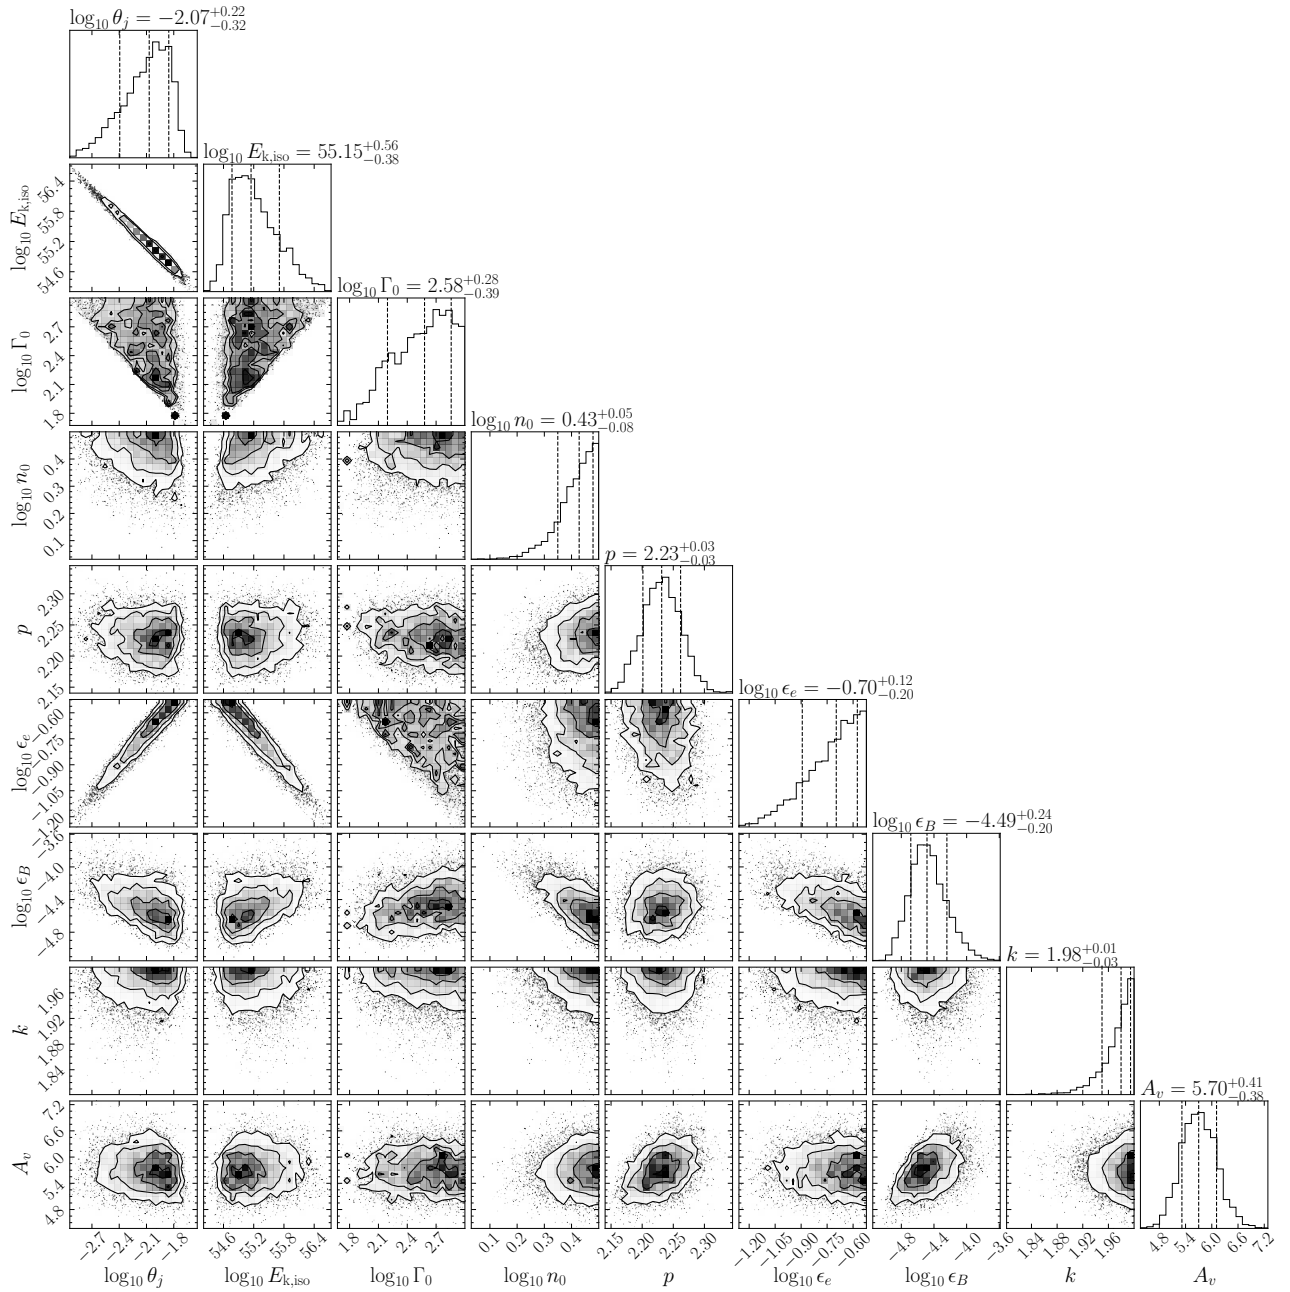 log₁₀ θⱼ = −2.07+0.22−0.32
log₁₀ Eₖ,ᵢₛₒ = 55.15+0.56−0.38
56.4
55.8
55.2
54.6
log₁₀ Eₖ,ᵢₛₒ
log₁₀ Γ₀ = 2.58+0.28−0.39
2.7
2.4
2.1
1.8
log₁₀ Γ₀
log₁₀ n₀ = 0.43+0.05−0.08
0.4
0.3
0.2
0.1
log₁₀ n₀
p = 2.23+0.03−0.03
2.30
2.25
2.20
2.15
p
log₁₀ ϵₑ = −0.70+0.12−0.20
−0.60
−0.75
−0.90
−1.05
−1.20
log₁₀ ϵₑ
log₁₀ ϵ_B = −4.49+0.24−0.20
−3.6
−4.0
−4.4
−4.8
log₁₀ ϵ_B
k = 1.98+0.01−0.03
1.96
1.92
1.88
1.84
k
Aᵥ = 5.70+0.41−0.38
7.2
6.6
6.0
5.4
4.8
Aᵥ
−2.7 −2.4 −2.1 −1.8 54.6 55.2 55.8 56.4 1.8 2.1 2.4 2.7 0.1 0.2 0.3 0.4 2.15 2.20 2.25 2.30 −1.20 −1.05 −0.90 −0.75 −0.60 −4.8 −4.4 −4.0 −3.6 1.84 1.88 1.92 1.96 4.8 5.4 6.0 6.6 7.2
log₁₀ θⱼ log₁₀ Eₖ,ᵢₛₒ log₁₀ Γ₀ log₁₀ n₀ p log₁₀ ϵₑ log₁₀ ϵ_B k Aᵥ